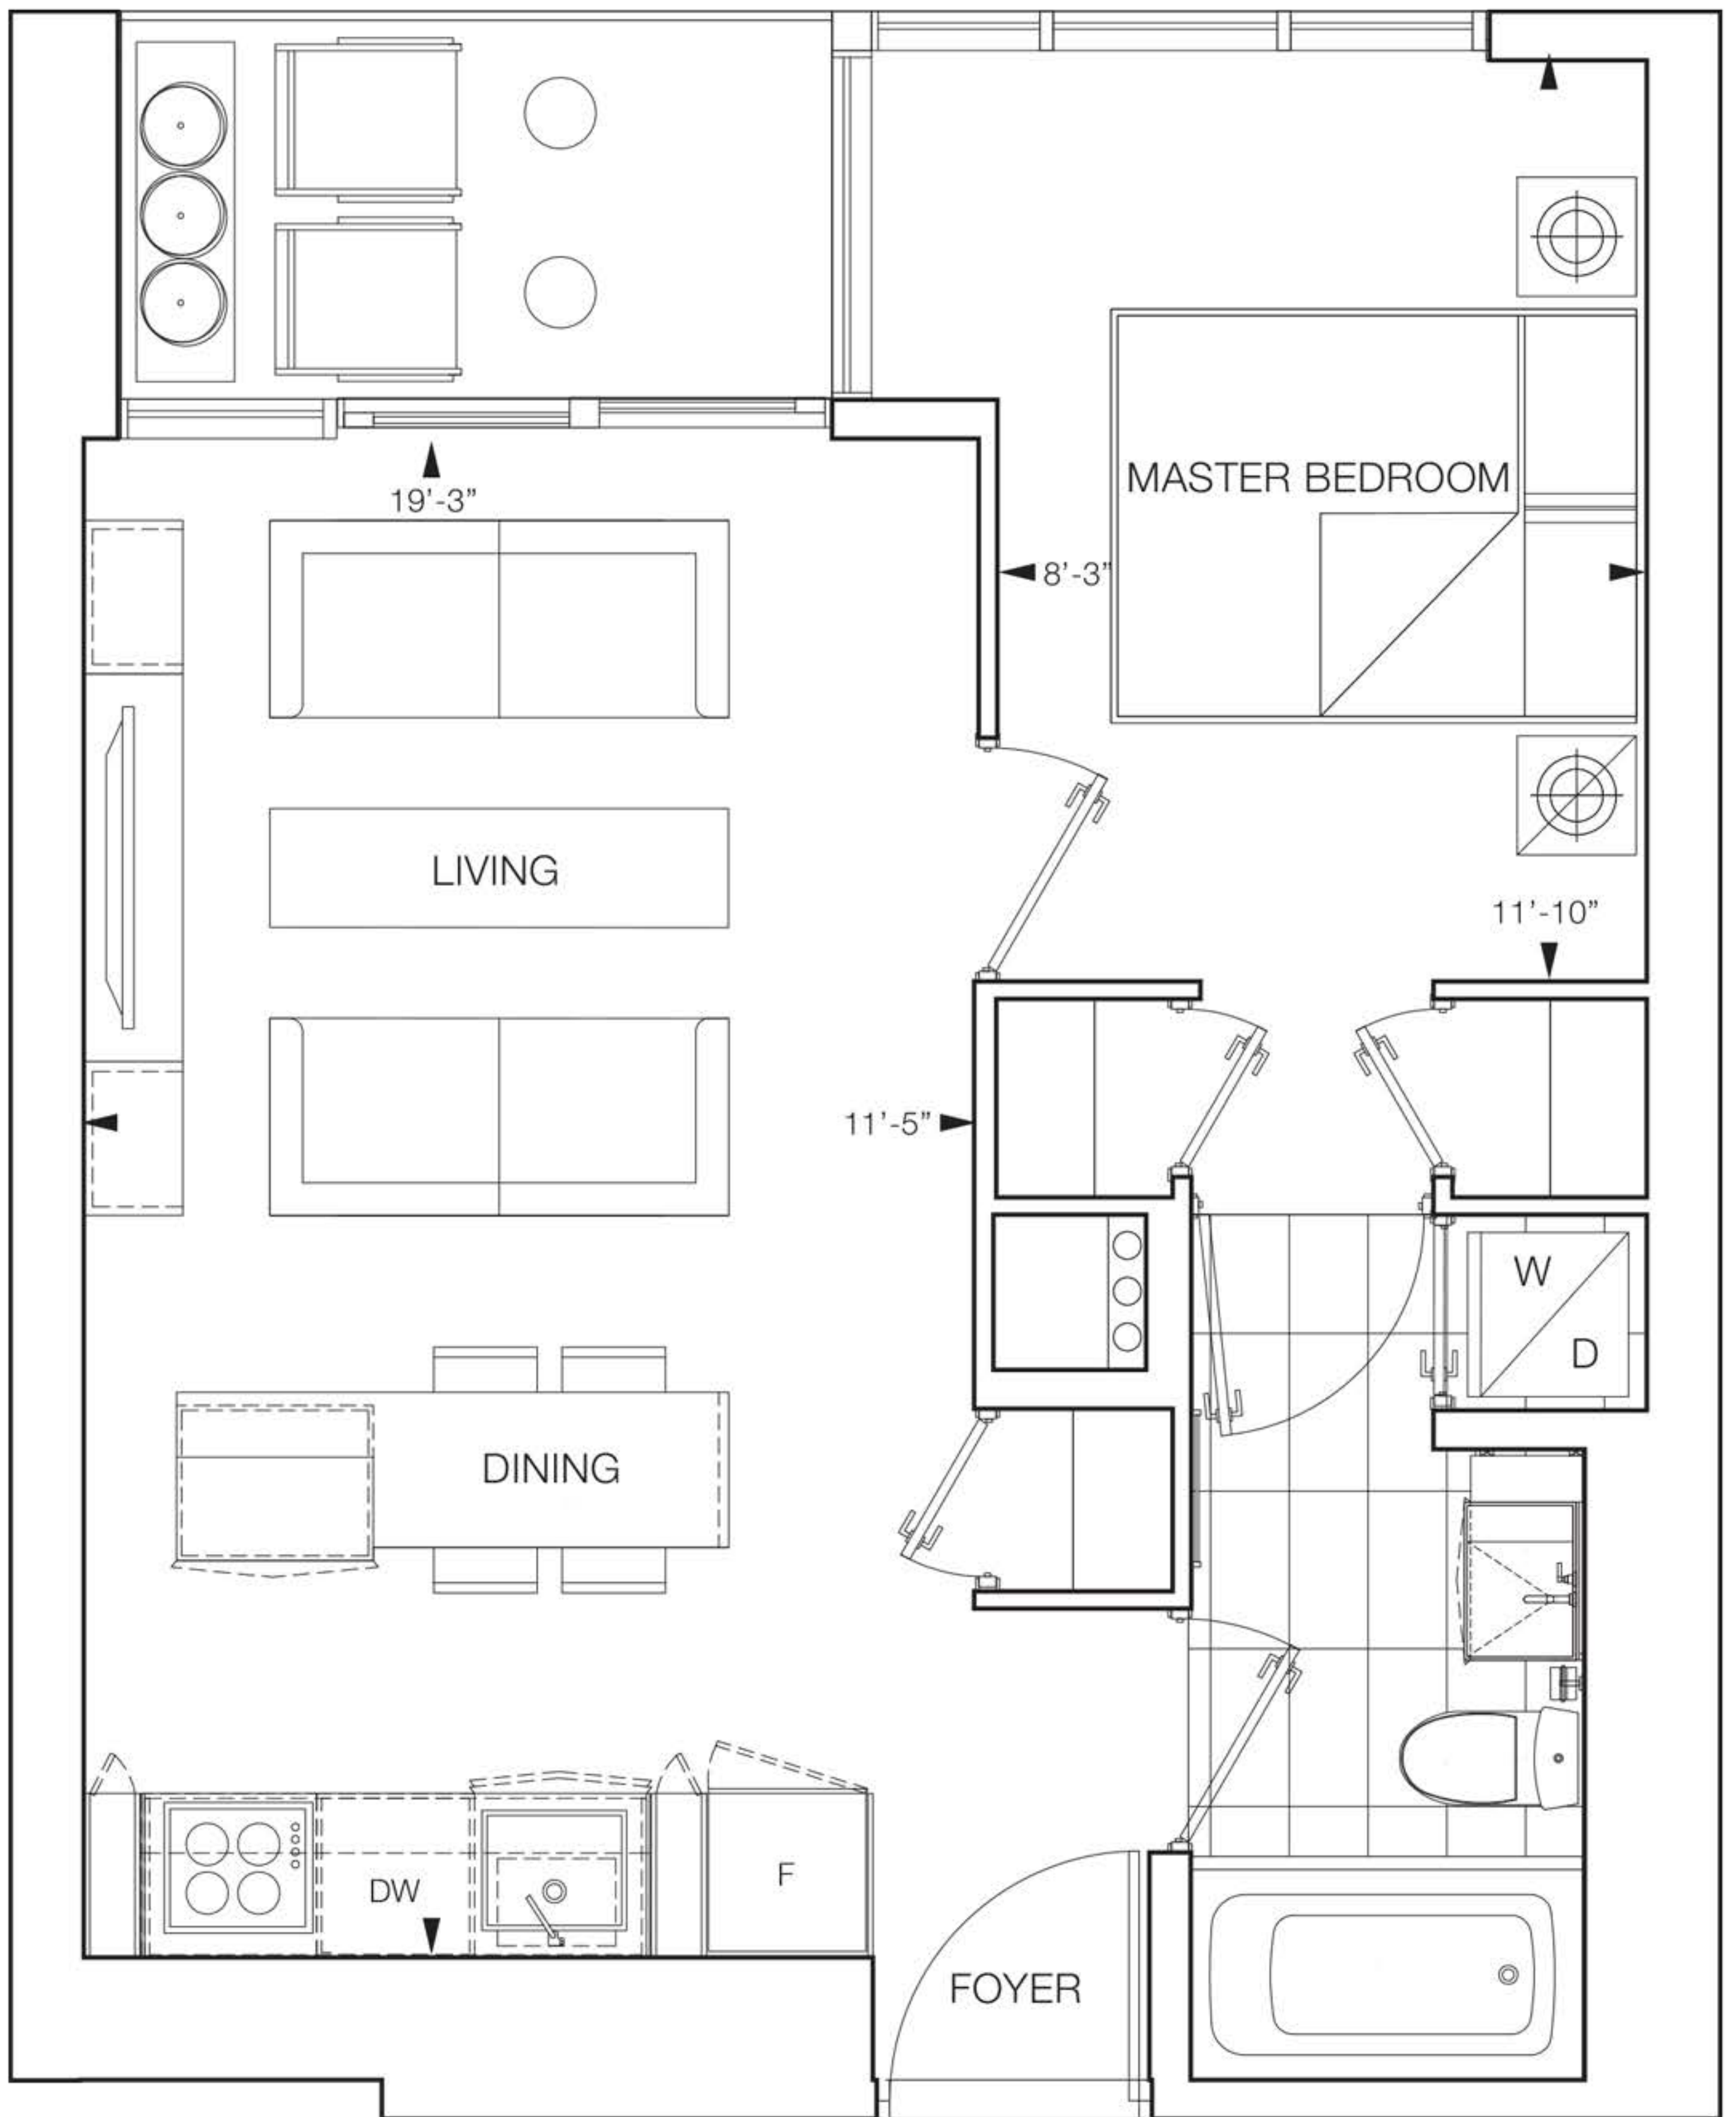 19’-3”
MASTER BEDROOM
8’-3”
LIVING
11’-10”
11’-5”
W
D
DINING
DW
F
FOYER